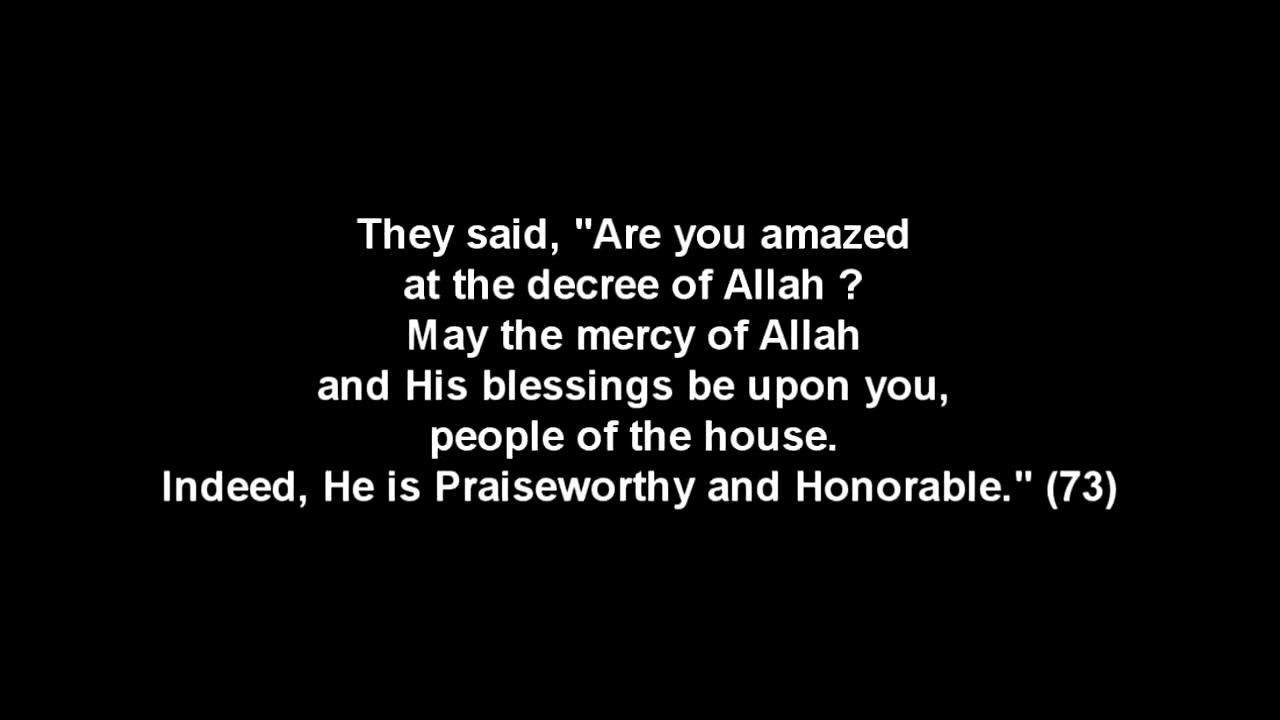 They said, "Are you amazed
at the decree of Allah ?
May the mercy of Allah
and His blessings be upon you,
people of the house.
Indeed, He is Praiseworthy and Honorable." (73)